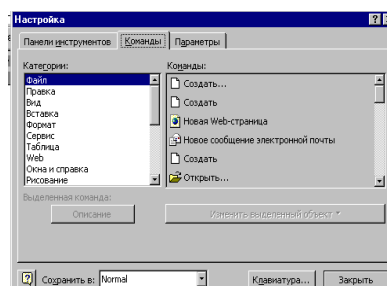 Настройка
Панели инструментов Команды Параметры
Категории: Команды:
Файл
Правка
Вид
Вставка
Формат
Сервис
Таблица
Web
Окна и справка
Рисование
Создать...
Создать
Новая Web-страница
Новое сообщение электронной почты
Создать
Открыть...
Выделенная команда:
Описание Изменить выделенный объект
Сохранить в: Normal Клавиатура... Закрыть